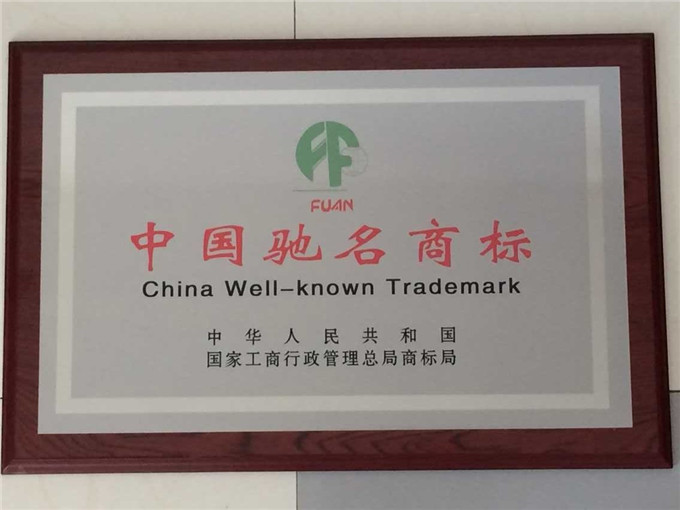 FUAN
中国驰名商标
China Well-known Trademark
中华人民共和国
国家工商行政管理总局商标局